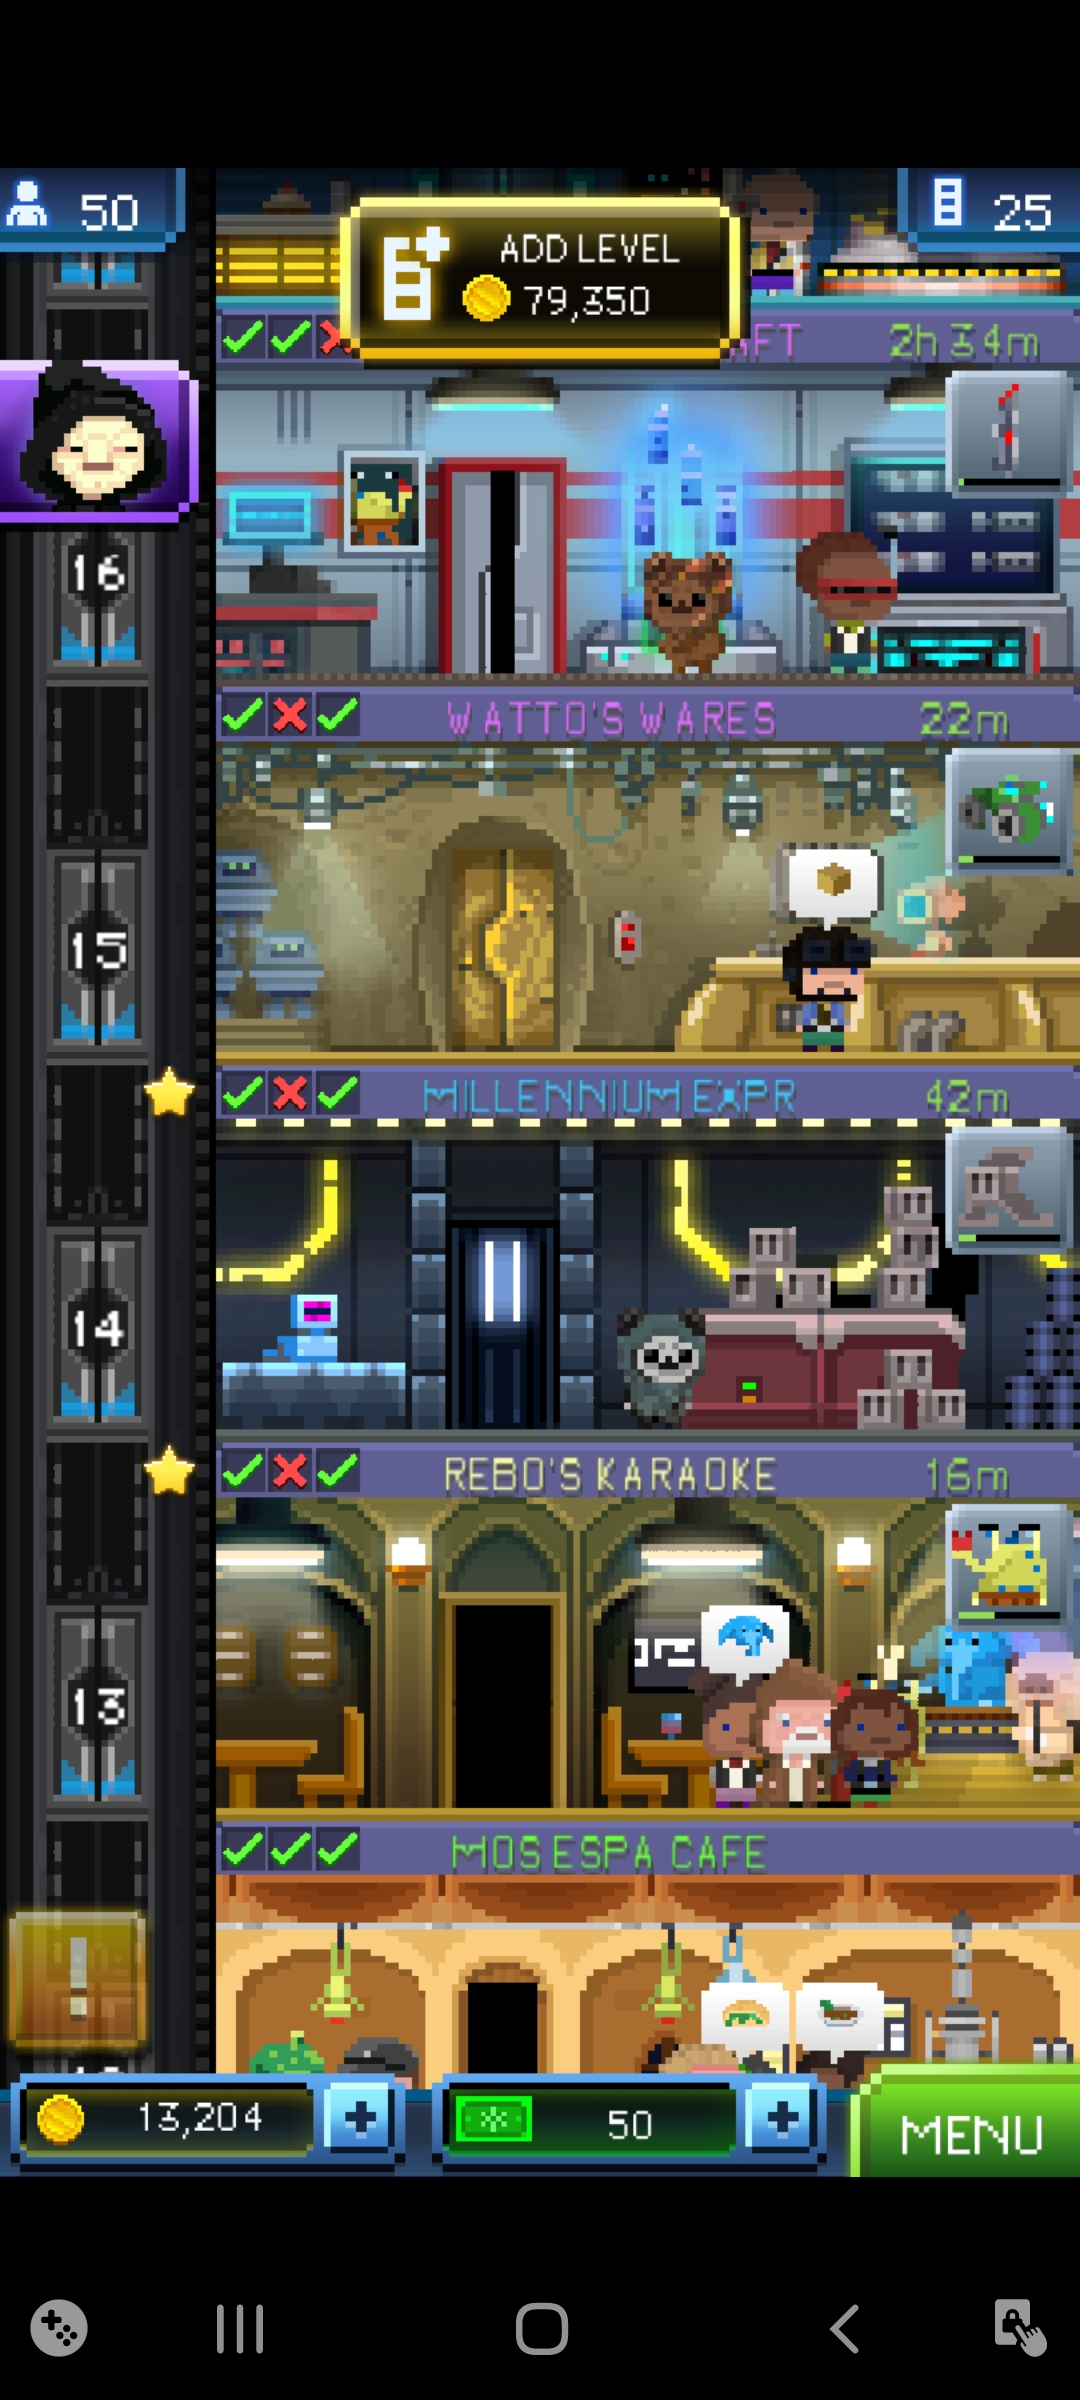 50
25
ADD LEVEL
79,350
2h 34m
16
WATTO'S WARES
22m
15
MILLENNIUM EXPR
42m
14
REBO'S KARAOKE
16m
13
MOS ESPA CAFE
!
13,204
+
50
+
MENU